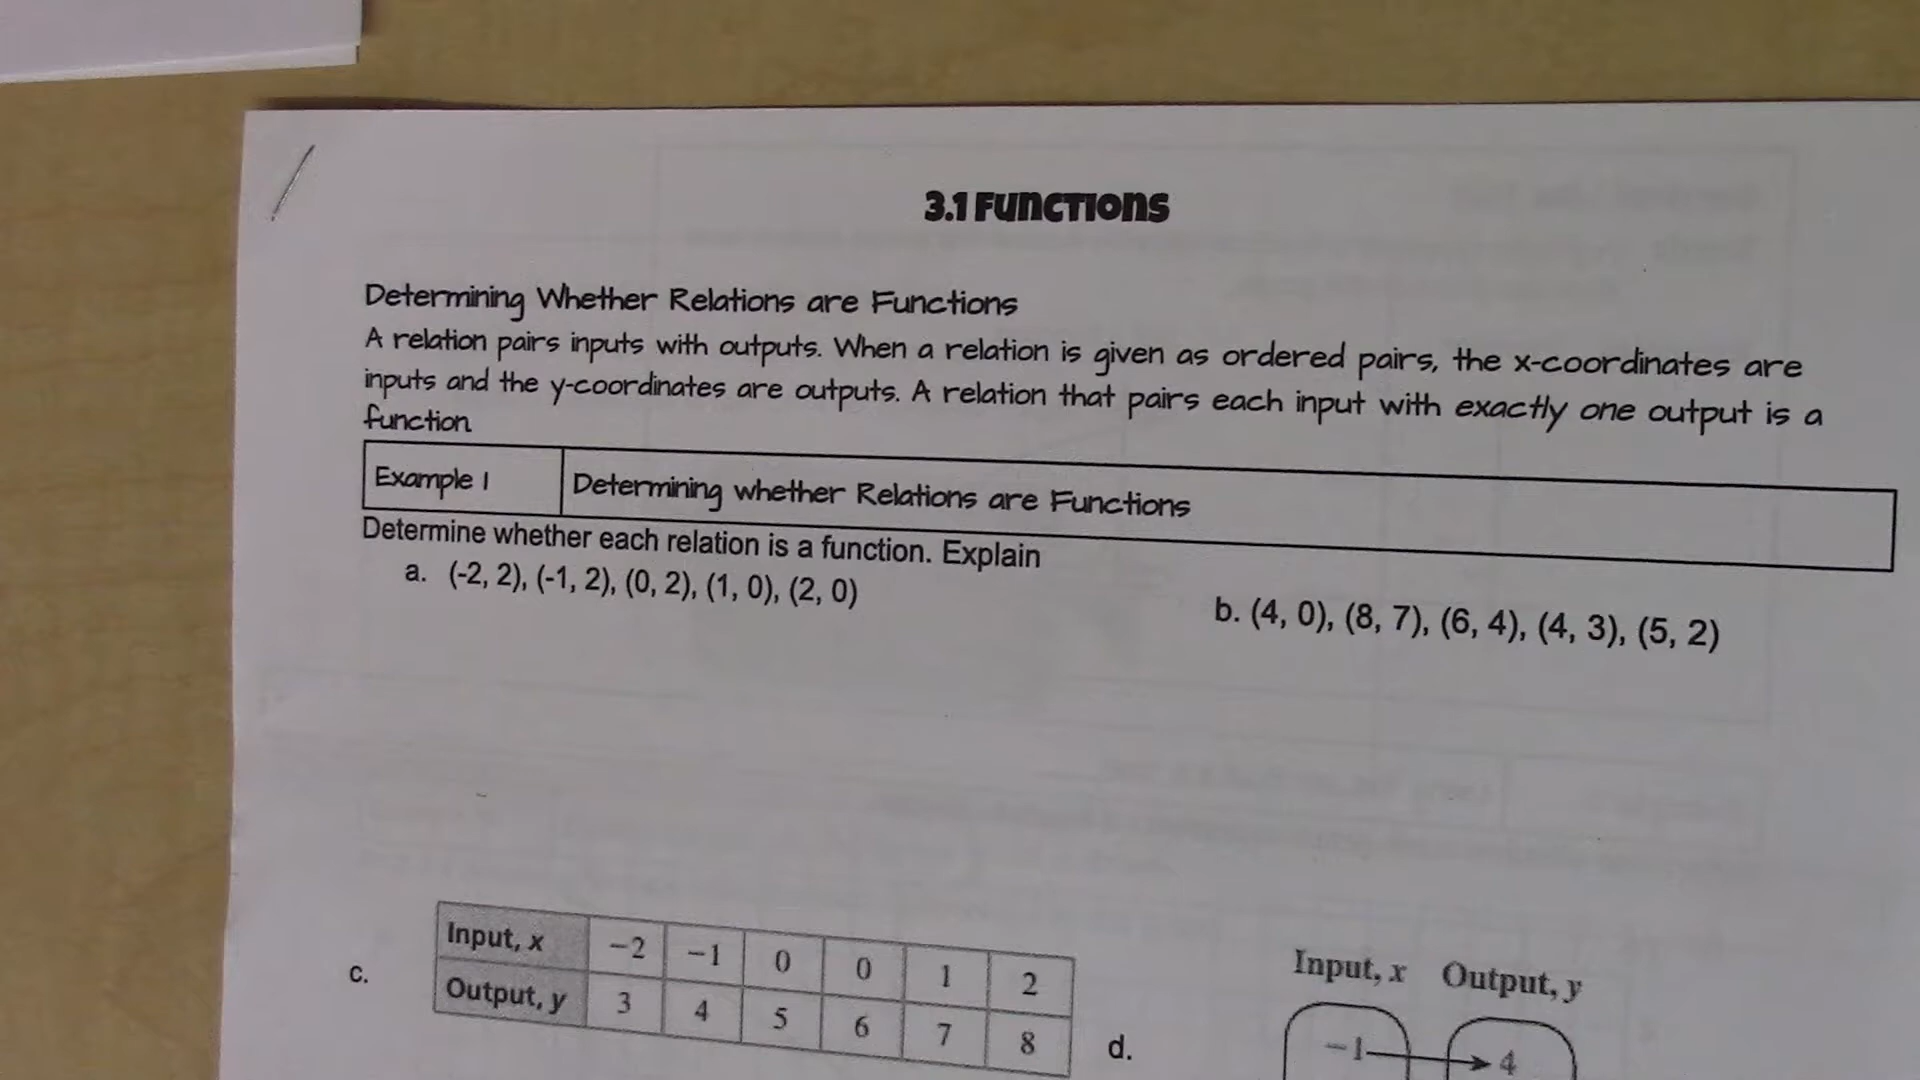 3.1 Functions
Determining Whether Relations are Functions
A relation pairs inputs with outputs. When a relation is given as ordered pairs, the x-coordinates are
inputs and the y-coordinates are outputs. A relation that pairs each input with exactly one output is a
function
Example 1 Determining whether Relations are Functions
Determine whether each relation is a function. Explain
a. (-2, 2), (-1, 2), (0, 2), (1, 0), (2, 0)
b. (4, 0), (8, 7), (6, 4), (4, 3), (5, 2)
c.
Input, x −2 −1 0 0 1 2
Output, y 3 4 5 6 7 8
d.
Input, x Output, y
−1 4